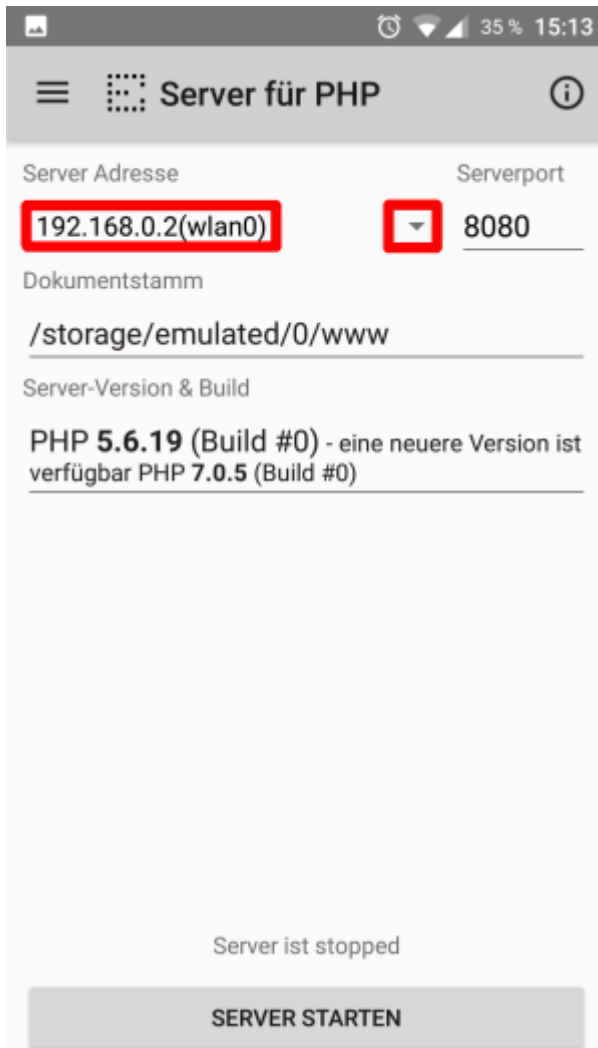 35 % 15:13
Server für PHP
Server Adresse Serverport
192.168.0.2(wlan0) 8080
Dokumentstamm
/storage/emulated/0/www
Server-Version & Build
PHP 5.6.19 (Build #0) - eine neuere Version ist
verfügbar PHP 7.0.5 (Build #0)
Server ist stopped
SERVER STARTEN